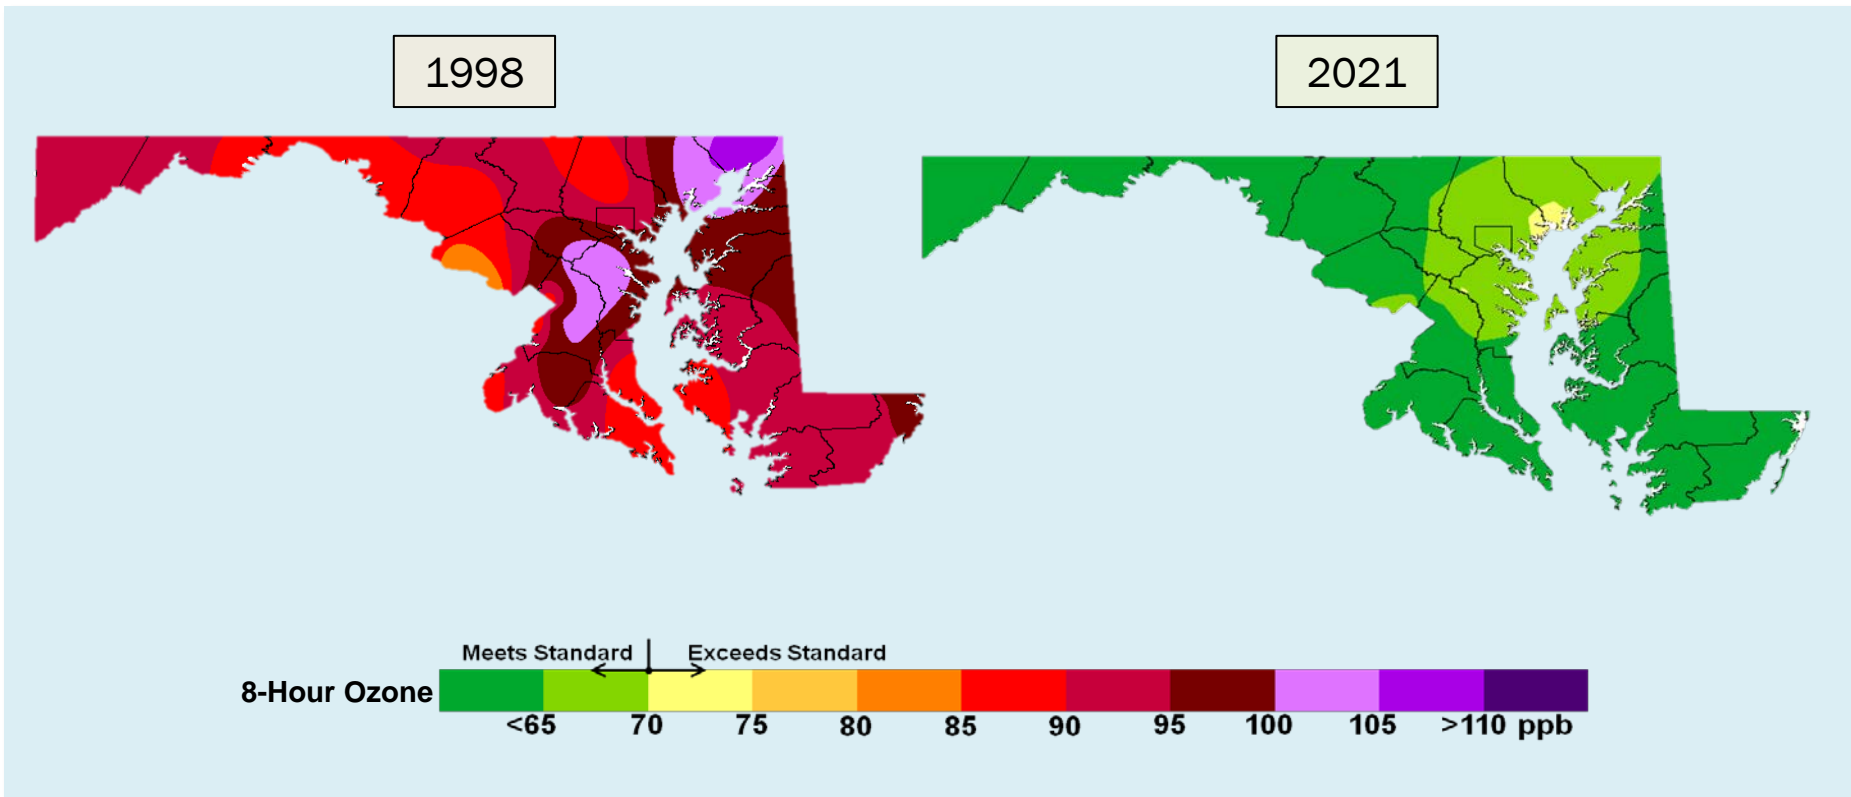 1998
2021
Meets Standard Exceeds Standard
8-Hour Ozone
<65 70 75 80 85 90 95 100 105 >110 ppb